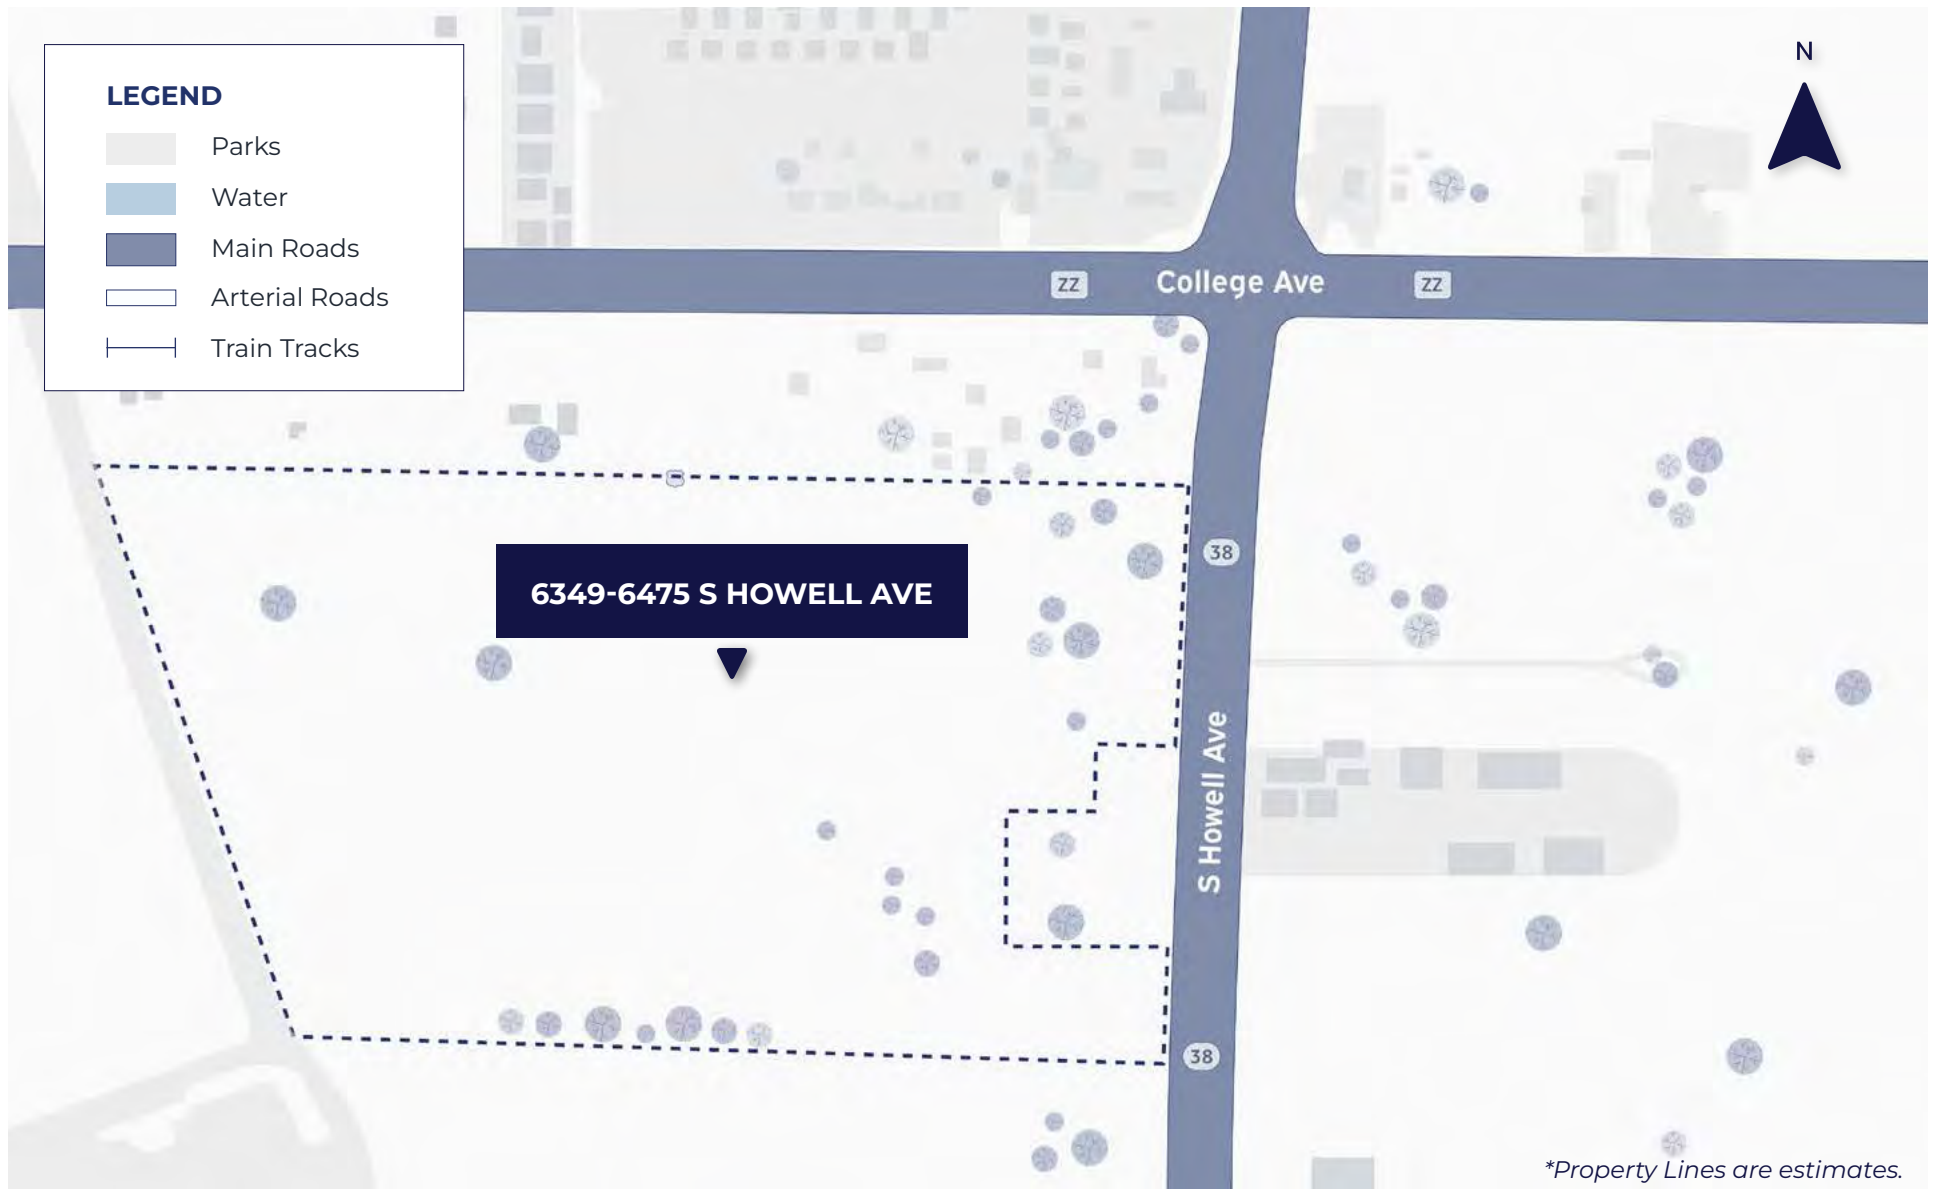 LEGEND
Parks
Water
Main Roads
Arterial Roads
Train Tracks
N
ZZ
College Ave
ZZ
38
6349-6475 S HOWELL AVE
S Howell Ave
38
*Property Lines are estimates.